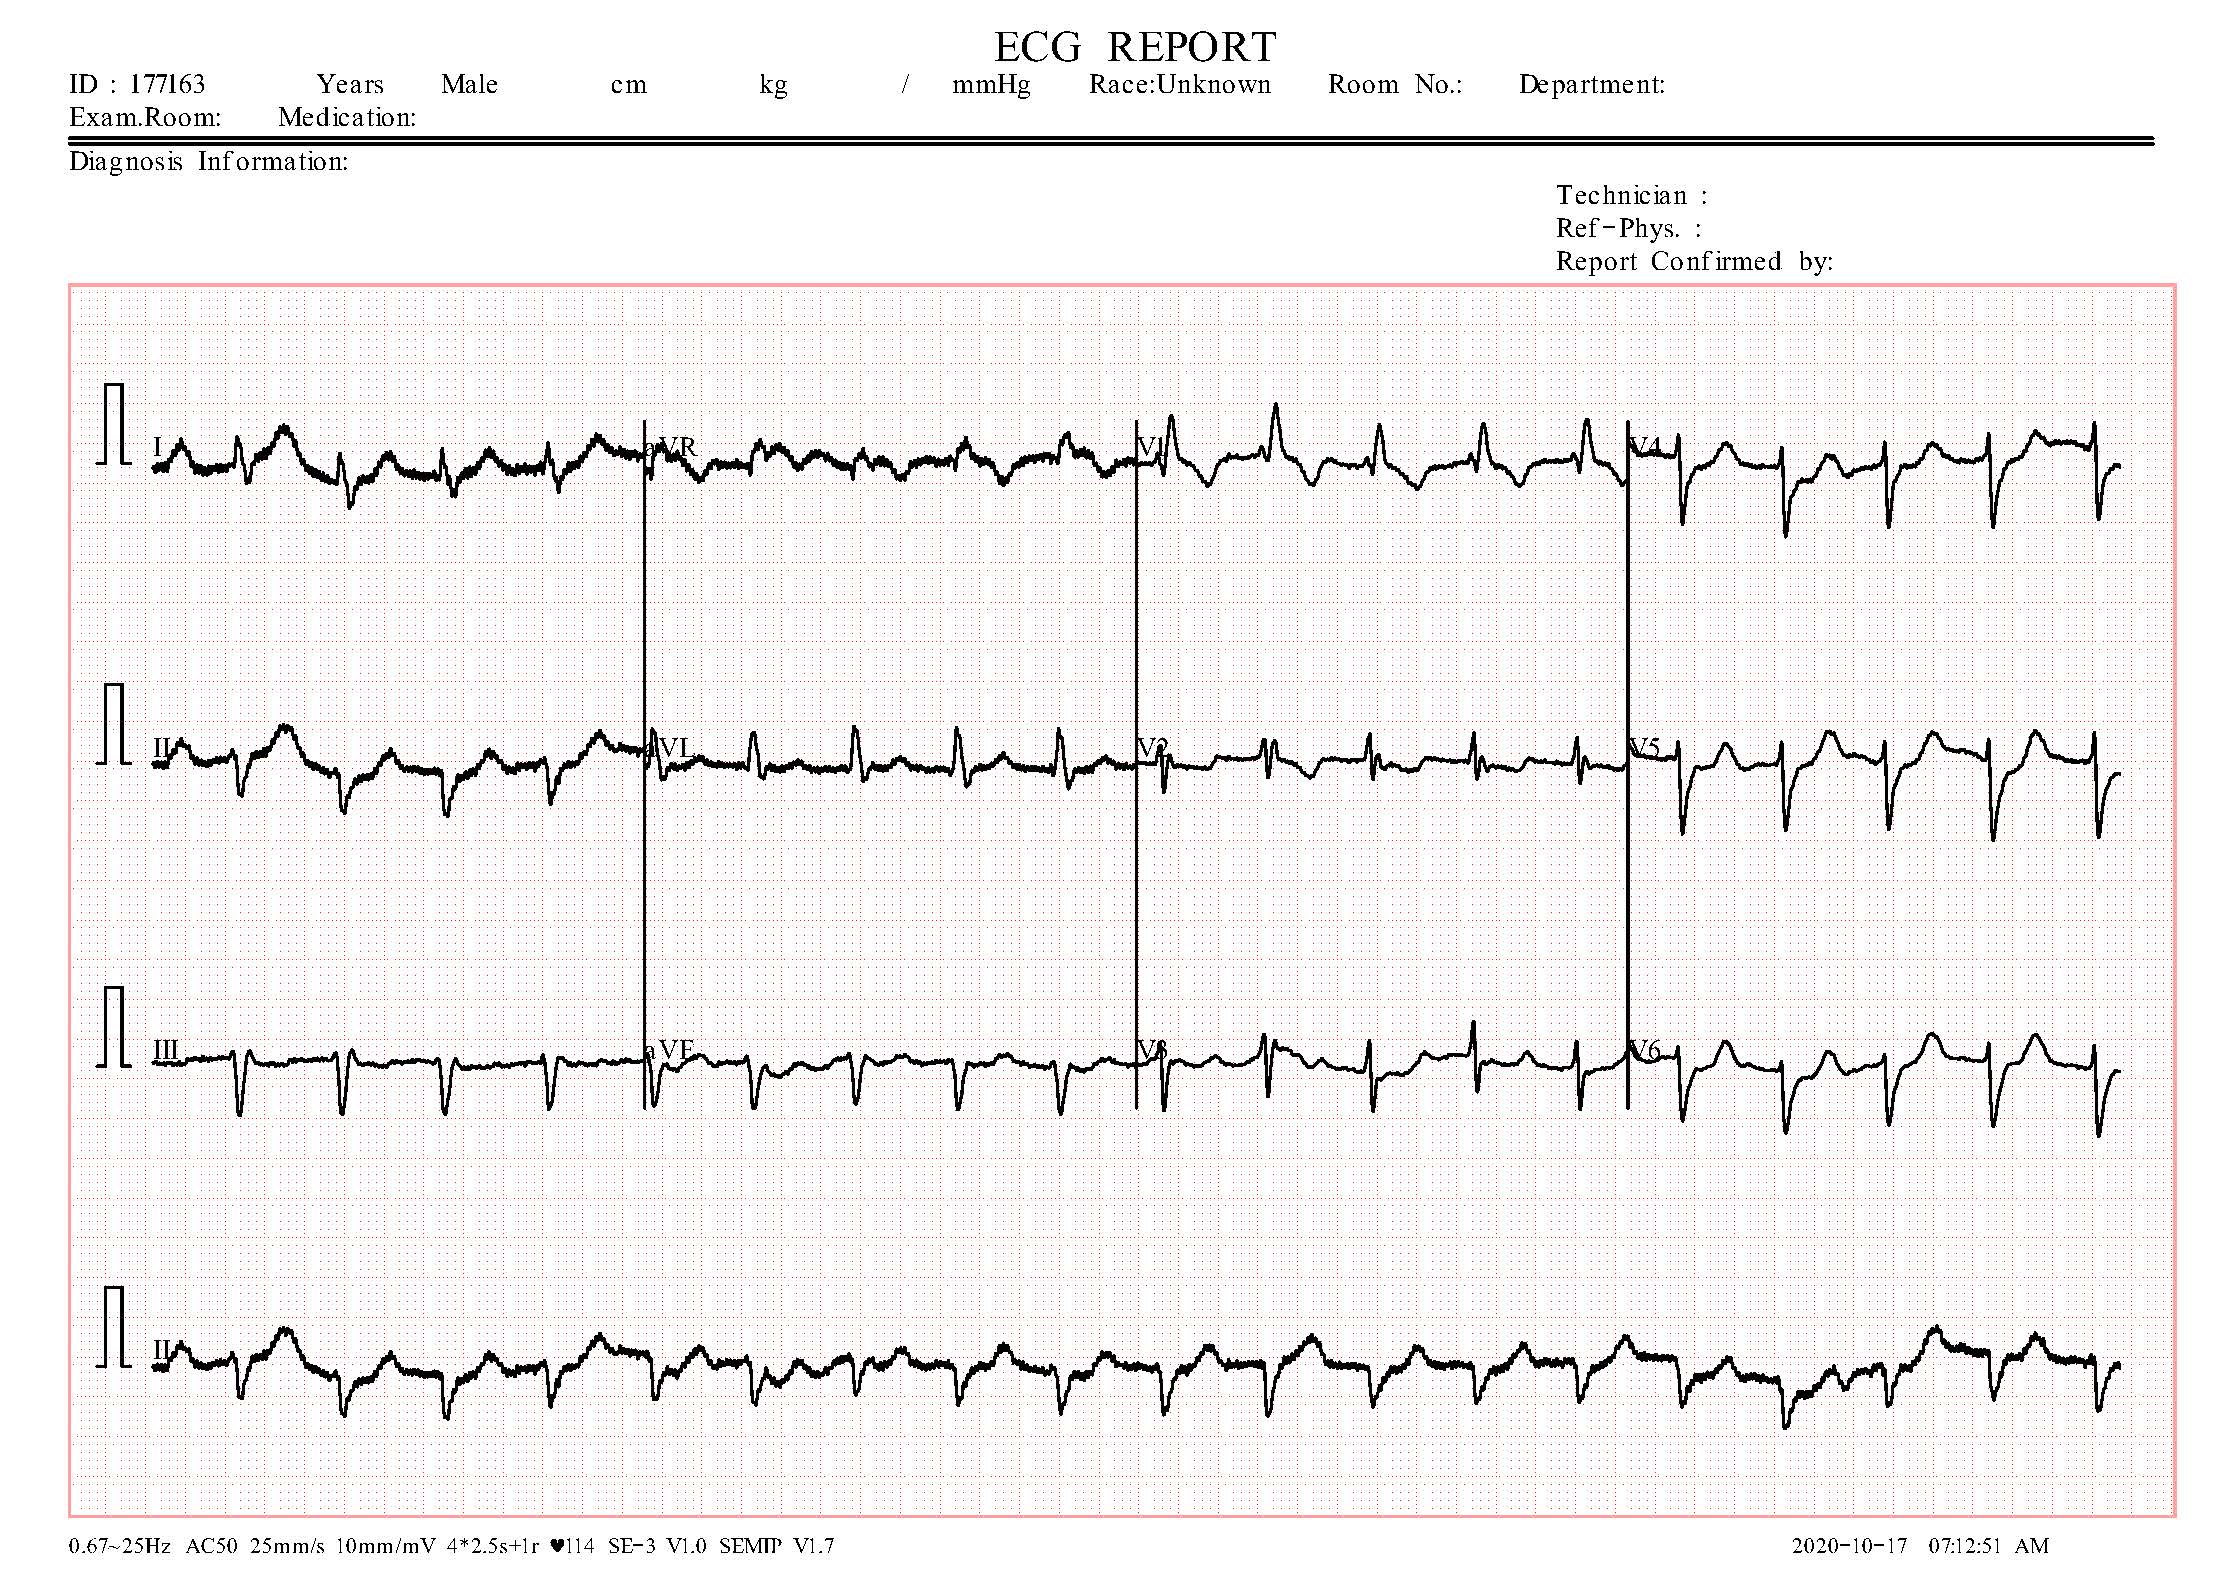 ECG REPORT
ID : 177163 Years Male cm kg / mmHg Race:Unknown Room No.: Department:
Exam.Room: Medication:
Diagnosis Information:
Technician :
Ref-Phys. :
Report Confirmed by:
I aVR V1 V4
II aVL V2 V5
III aVF V3 V6
II
0.67~25Hz AC50 25mm/s 10mm/mV 4*2.5s+1r ♥114 SE-3 V1.0 SEMIP V1.7 2020-10-17 07:12:51 AM